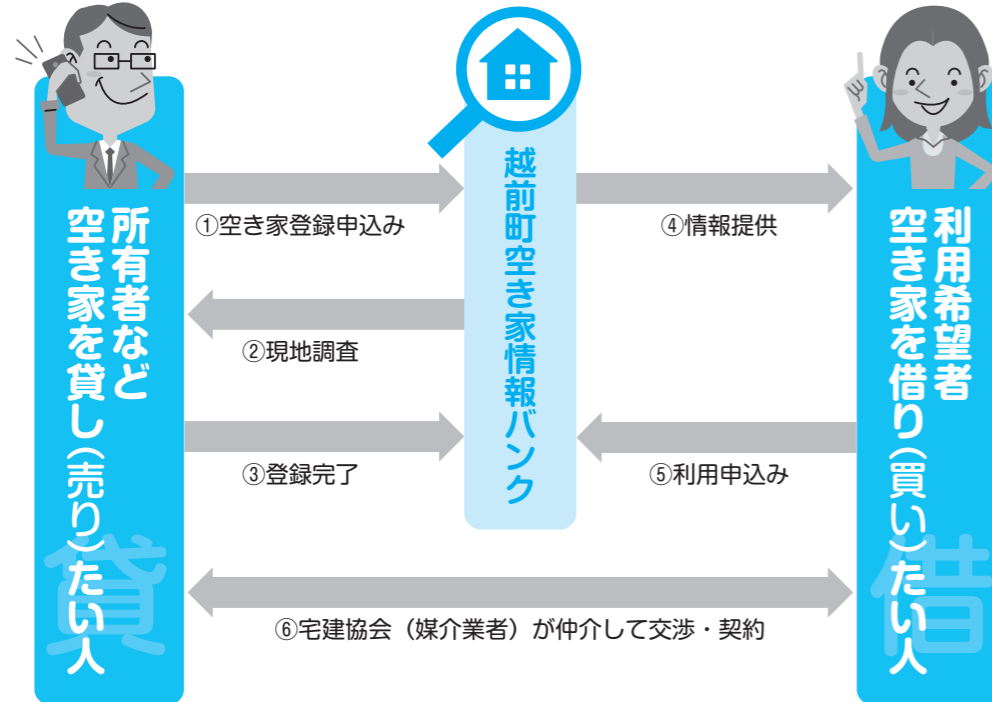 所有者など
空き家を貸し(売り)たい人
貸
①空き家登録申込み
②現地調査
③登録完了
越前町空き家情報バンク
④情報提供
⑤利用申込み
⑥宅建協会（媒介業者）が仲介して交渉・契約
利用希望者
空き家を借り(買い)たい人
借